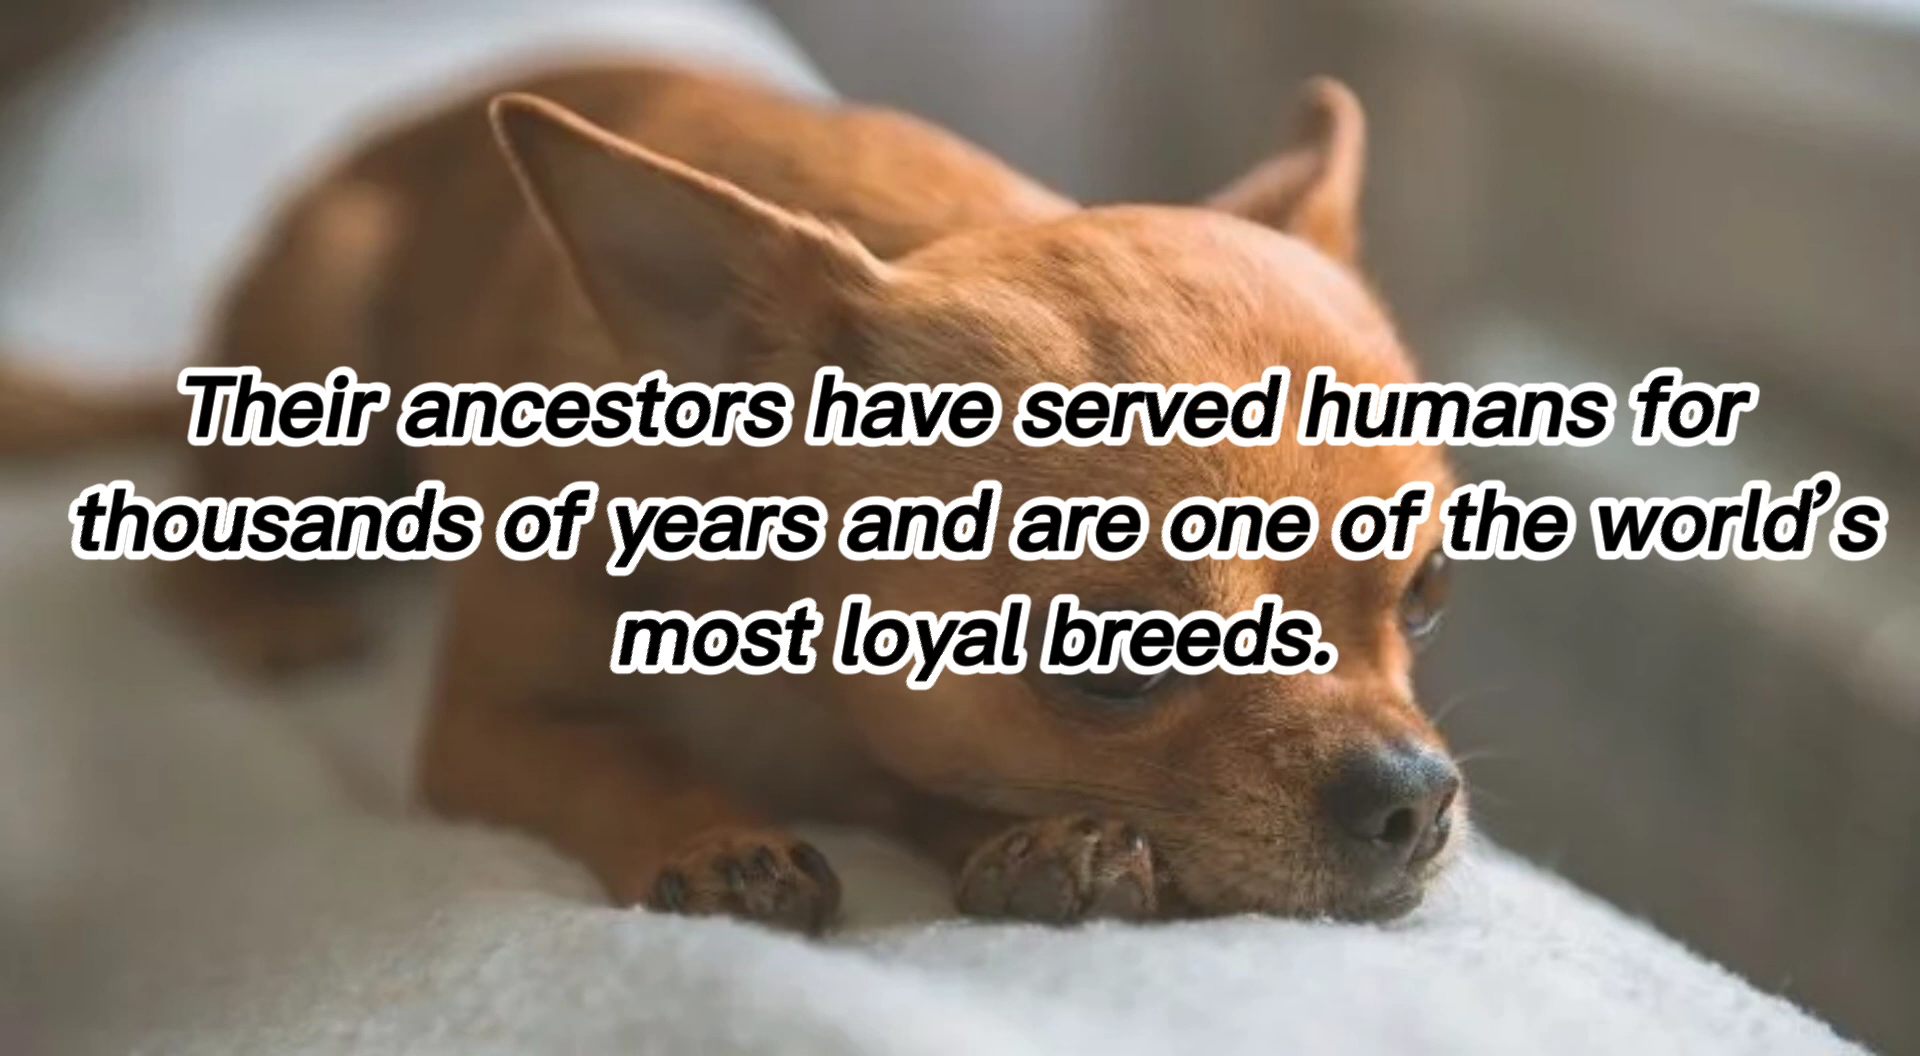 Their ancestors have served humans for
thousands of years and are one of the world’s
most loyal breeds.